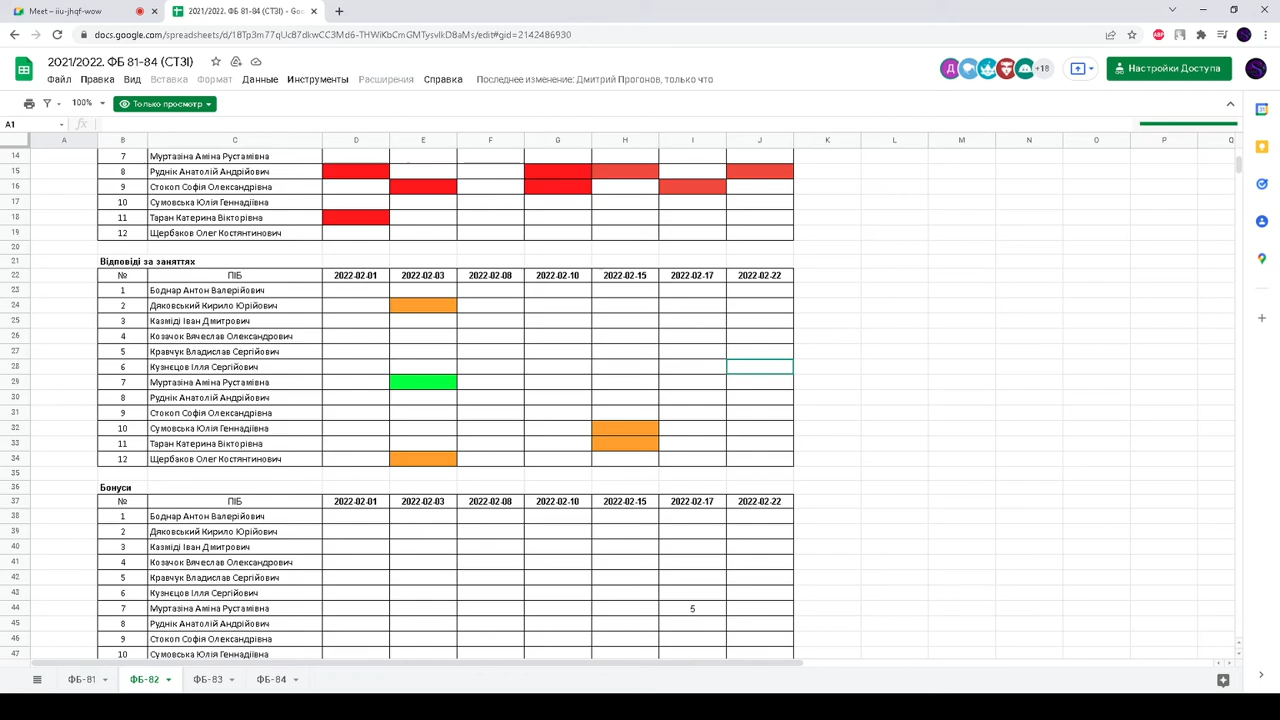 Meet – iiu-jhqf-wow
2021/2022. ФБ 81-84 (СТЗІ) - Goo
docs.google.com/spreadsheets/d/18Tp3m77qUc87dkwCC3Md6-THWiKbCmGMTysvlkD8aMs/edit#gid=2142486930
2021/2022. ФБ 81-84 (СТЗІ)
Файл Правка Вид Вставка Формат Данные Инструменты Расширения Справка Последнее изменение: Дмитрий Прогонов, только что
Д +18 Настройки Доступа
100% Только просмотр
A1 fx
A B C D E F G H I J K L M N O P Q
14 7 Муртазіна Аміна Рустамівна
15 8 Руднік Анатолій Андрійович
16 9 Стокоп Софія Олександрівна
17 10 Сумовська Юлія Геннадіївна
18 11 Таран Катерина Вікторівна
19 12 Щербаков Олег Костянтинович
20
21 Відповіді за заняттях
22 № ПІБ 2022-02-01 2022-02-03 2022-02-08 2022-02-10 2022-02-15 2022-02-17 2022-02-22
23 1 Боднар Антон Валерійович
24 2 Дяковський Кирило Юрійович
25 3 Казміді Іван Дмитрович
26 4 Козачок Вячеслав Олександрович
27 5 Кравчук Владислав Сергійович
28 6 Кузнєцов Ілля Сергійович
29 7 Муртазіна Аміна Рустамівна
30 8 Руднік Анатолій Андрійович
31 9 Стокоп Софія Олександрівна
32 10 Сумовська Юлія Геннадіївна
33 11 Таран Катерина Вікторівна
34 12 Щербаков Олег Костянтинович
35
36 Бонуси
37 № ПІБ 2022-02-01 2022-02-03 2022-02-08 2022-02-10 2022-02-15 2022-02-17 2022-02-22
38 1 Боднар Антон Валерійович
39 2 Дяковський Кирило Юрійович
40 3 Казміді Іван Дмитрович
41 4 Козачок Вячеслав Олександрович
42 5 Кравчук Владислав Сергійович
43 6 Кузнєцов Ілля Сергійович
44 7 Муртазіна Аміна Рустамівна 5
45 8 Руднік Анатолій Андрійович
46 9 Стокоп Софія Олександрівна
47 10 Сумовська Юлія Геннадіївна
ФБ-81 ФБ-82 ФБ-83 ФБ-84